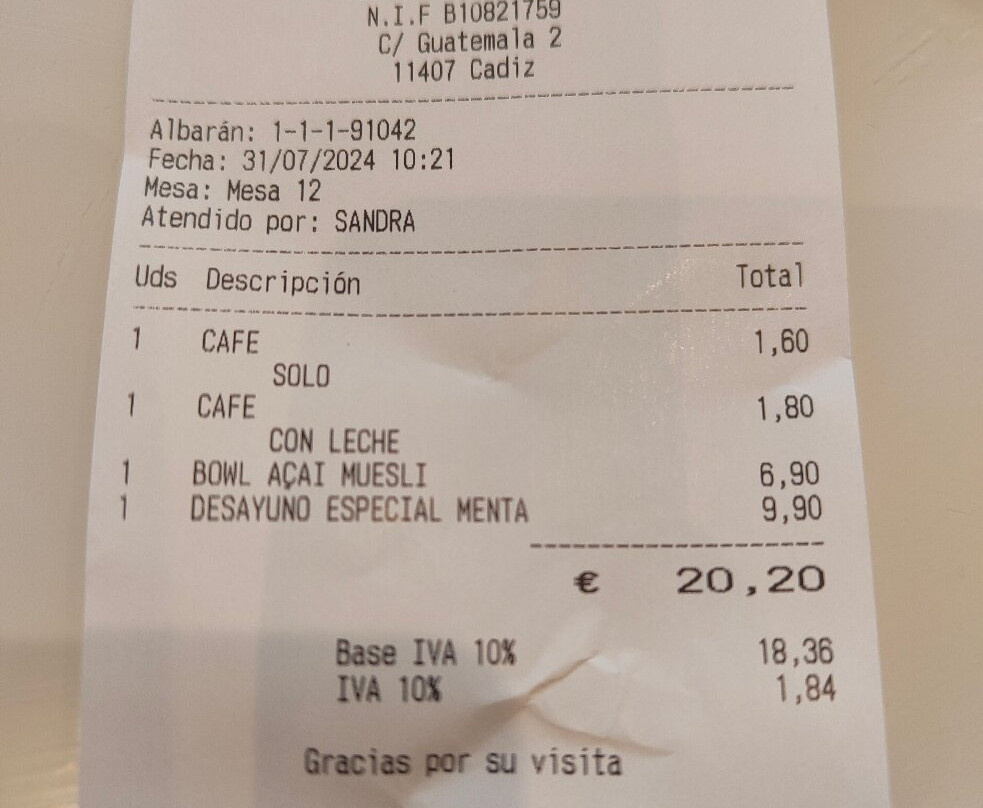 N.I.F B10821759
C/ Guatemala 2
11407 Cadiz
Albarán: 1-1-1-91042
Fecha: 31/07/2024 10:21
Mesa: Mesa 12
Atendido por: SANDRA
Uds Descripción Total
1 CAFE 1,60
SOLO
1 CAFE 1,80
CON LECHE
1 BOWL AÇAI MUESLI 6,90
1 DESAYUNO ESPECIAL MENTA 9,90
€ 20,20
Base IVA 10% 18,36
IVA 10% 1,84
Gracias por su visita